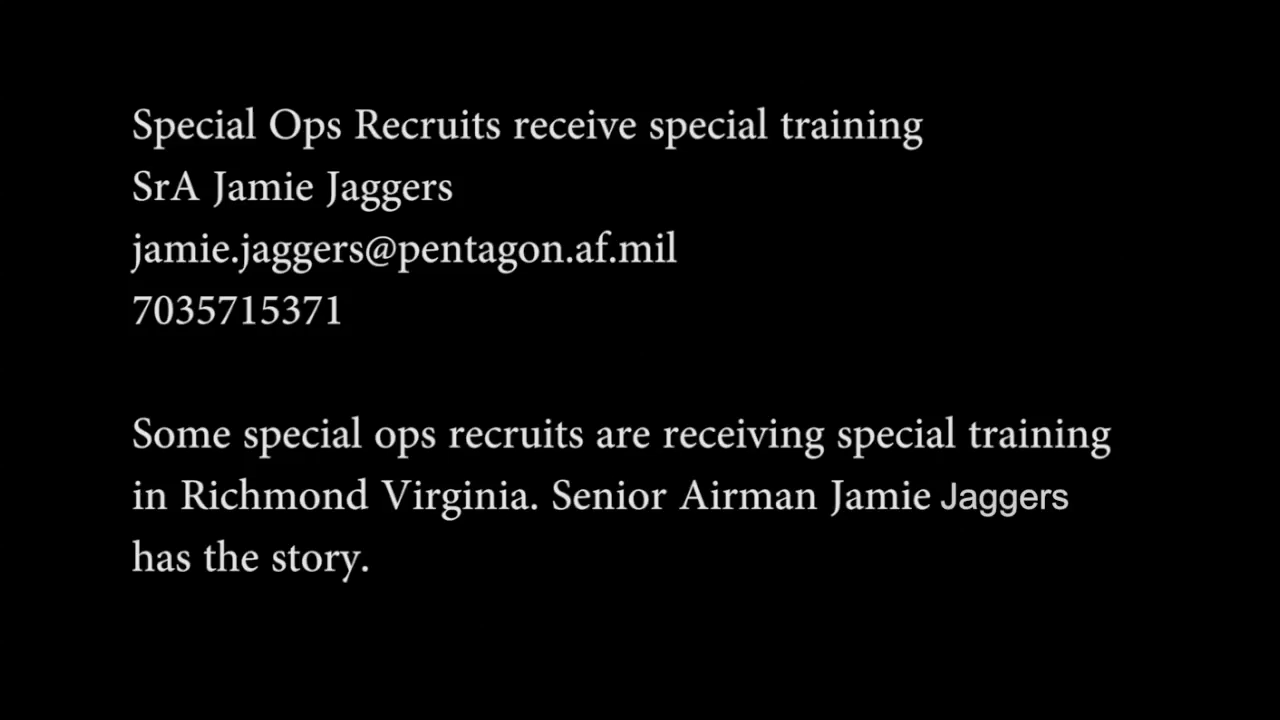 Special Ops Recruits receive special training
SrA Jamie Jaggers
jamie.jaggers@pentagon.af.mil
7035715371
Some special ops recruits are receiving special training
in Richmond Virginia. Senior Airman Jamie Jaggers
has the story.